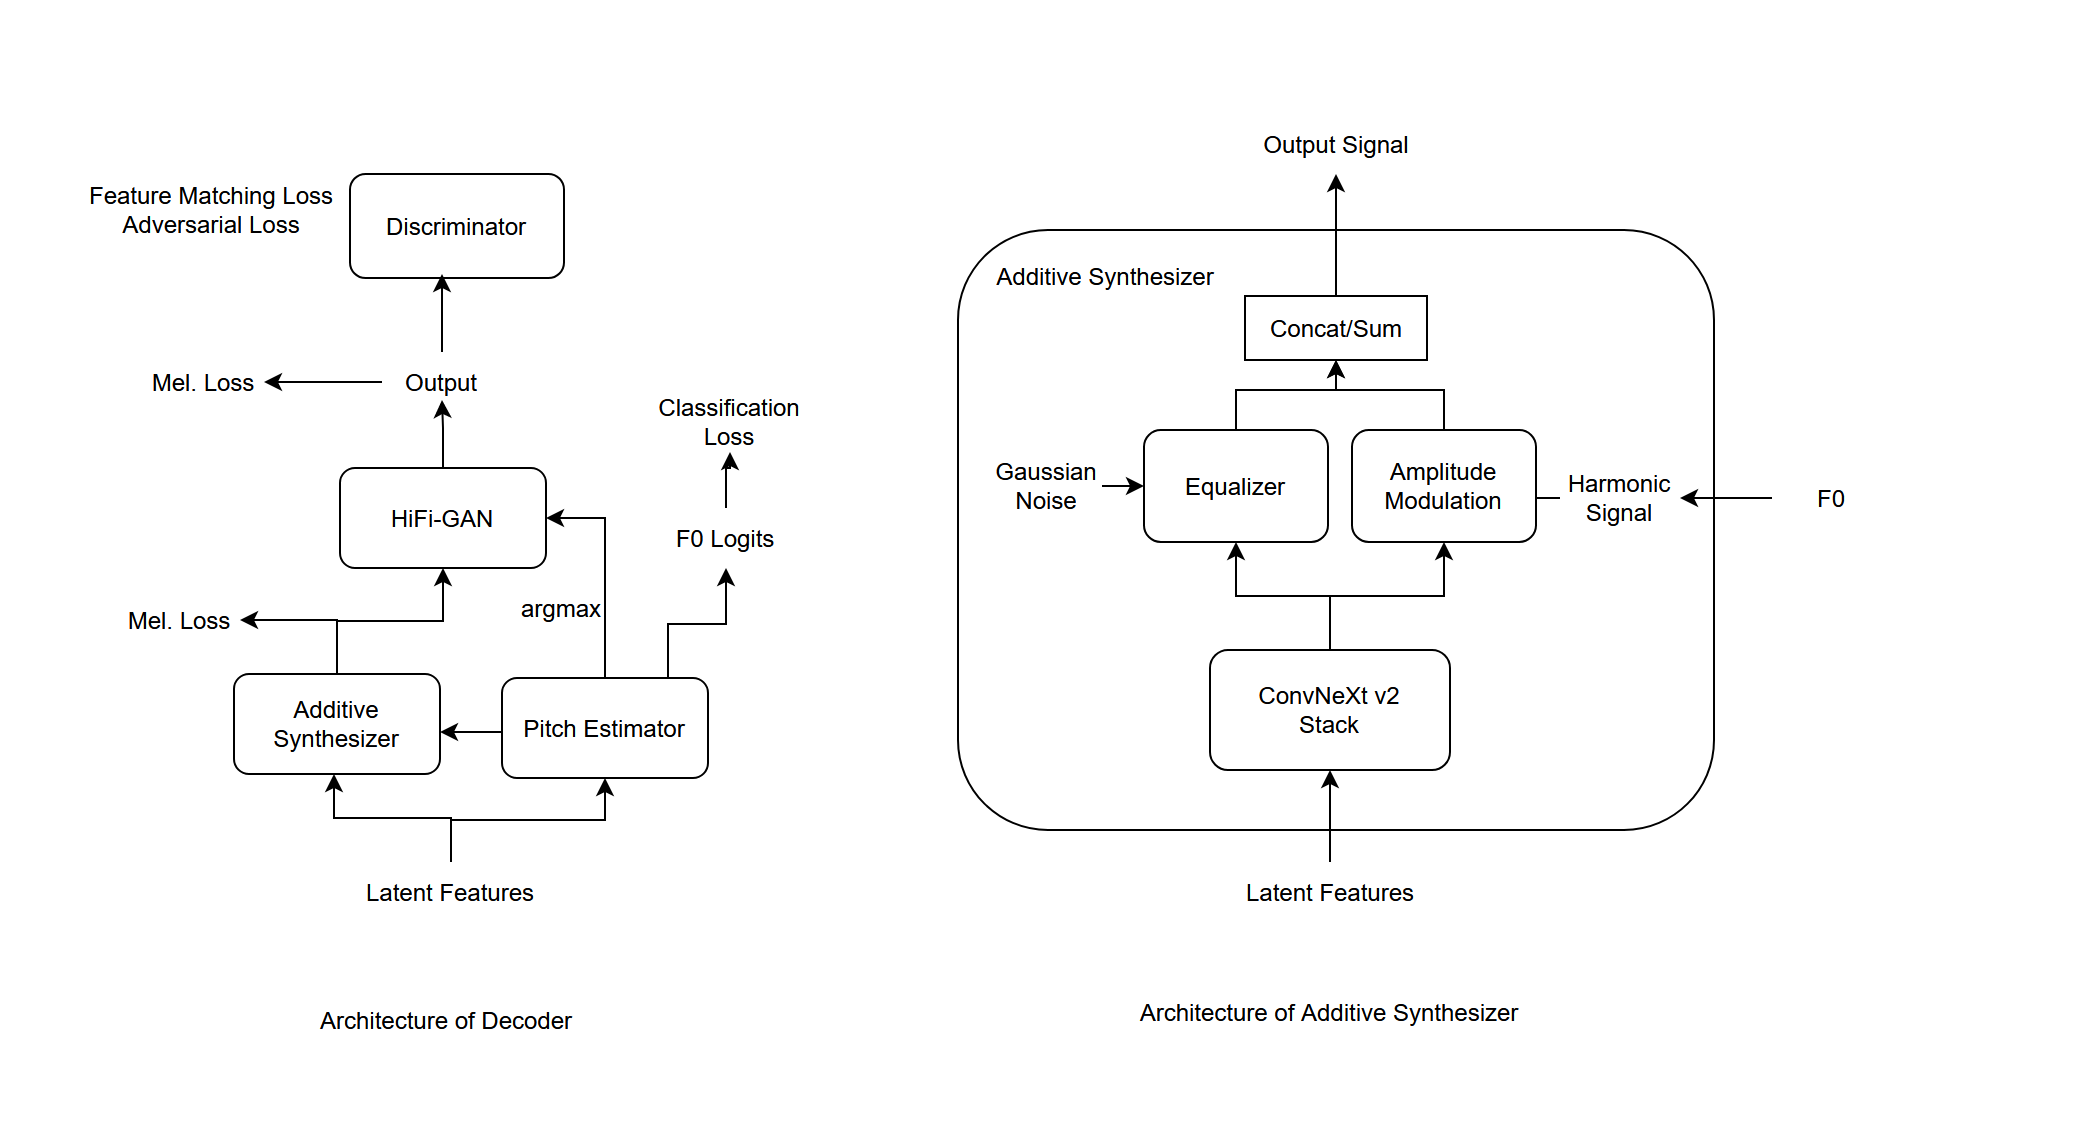 Feature Matching Loss
Adversarial Loss
Discriminator
Mel. Loss
Output
Classification
Loss
HiFi-GAN
F0 Logits
argmax
Mel. Loss
Additive
Synthesizer
Pitch Estimator
Latent Features
Architecture of Decoder
Output Signal
Additive Synthesizer
Concat/Sum
Gaussian
Noise
Equalizer
Amplitude
Modulation
Harmonic
Signal
F0
ConvNeXt v2
Stack
Latent Features
Architecture of Additive Synthesizer